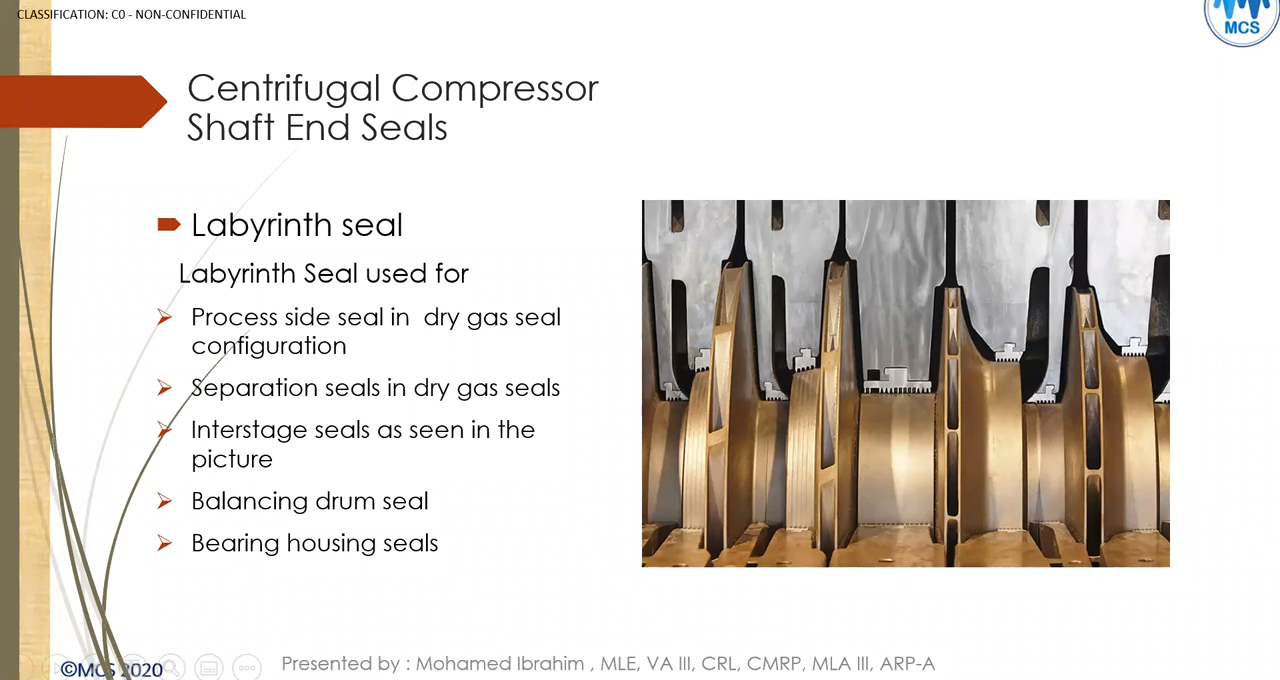 CLASSIFICATION: C0 - NON-CONFIDENTIAL
MCS
Centrifugal Compressor
Shaft End Seals
Labyrinth seal
Labyrinth Seal used for
Process side seal in dry gas seal
configuration
Separation seals in dry gas seals
Interstage seals as seen in the
picture
Balancing drum seal
Bearing housing seals
©MCS 2020
Presented by : Mohamed Ibrahim , MLE, VA III, CRL, CMRP, MLA III, ARP-A